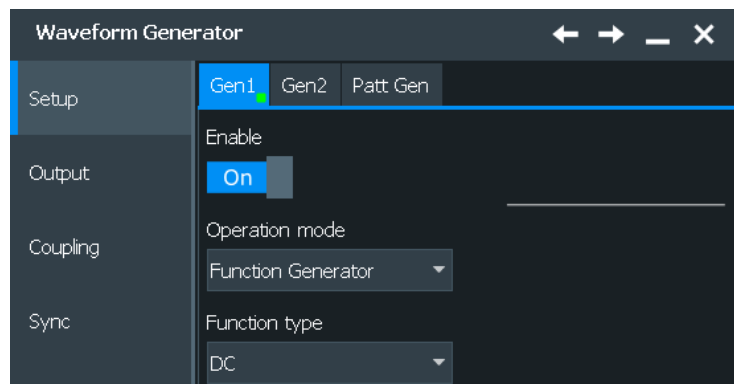 Waveform Generator
Setup
Output
Coupling
Sync
Gen1 Gen2 Patt Gen
Enable
On
Operation mode
Function Generator
Function type
DC